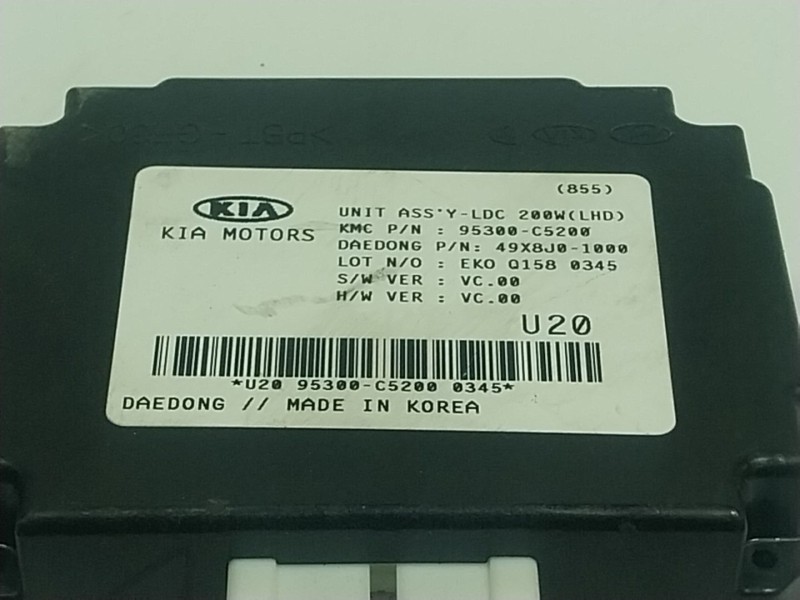 (855)
KIA
KIA MOTORS
UNIT ASS'Y-LDC 200W(LHD)
KMC P/N : 95300-C5200
DAEDONG P/N: 49X8J0-1000
LOT N/O : EKO Q158 0345
S/W VER : VC.00
H/W VER : VC.00
U20
*U20 95300-C5200 0345*
DAEDONG // MADE IN KOREA